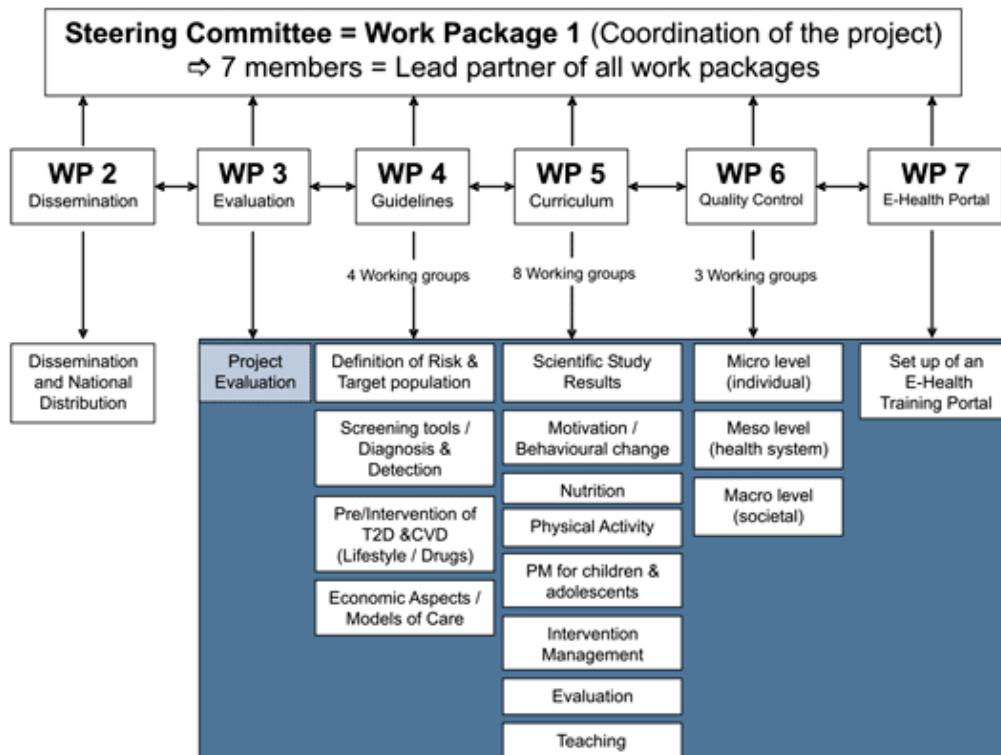 Steering Committee = Work Package 1 (Coordination of the project)
⇨ 7 members = Lead partner of all work packages
WP 2
Dissemination
WP 3
Evaluation
WP 4
Guidelines
WP 5
Curriculum
WP 6
Quality Control
WP 7
E-Health Portal
4 Working groups
8 Working groups
3 Working groups
Dissemination
and National
Distribution
Project
Evaluation
Definition of Risk &
Target population
Screening tools /
Diagnosis &
Detection
Pre/Intervention of
T2D &CVD
(Lifestyle / Drugs)
Economic Aspects /
Models of Care
Scientific Study
Results
Motivation /
Behavioural change
Nutrition
Physical Activity
PM for children &
adolescents
Intervention
Management
Evaluation
Teaching
Micro level
(individual)
Meso level
(health system)
Macro level
(societal)
Set up of an
E-Health
Training Portal